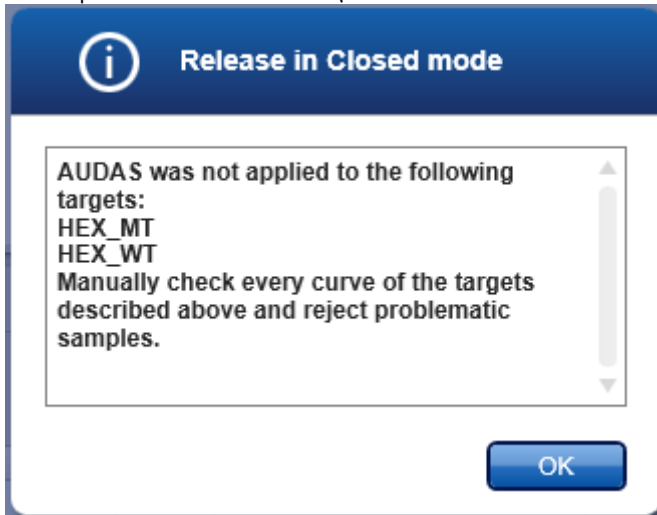 Release in Closed mode
AUDAS was not applied to the following
targets:
HEX_MT
HEX_WT
Manually check every curve of the targets
described above and reject problematic
samples.
OK